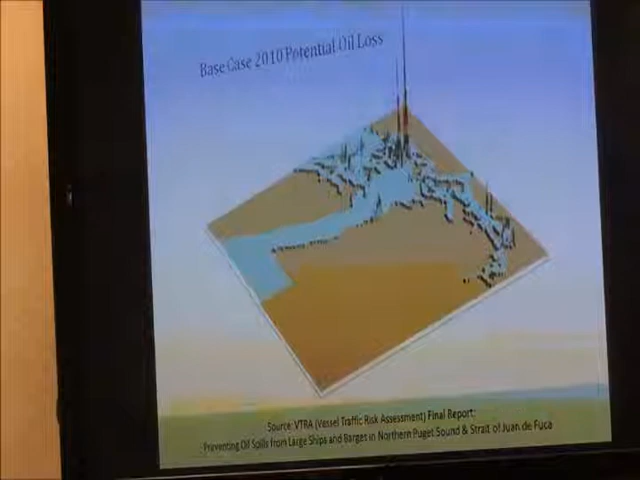 Base Case 2010 Potential Oil Loss
Source: VTRA (Vessel Traffic Risk Assessment) Final Report:
Preventing Oil Spills from Large Ships and Barges in Northern Puget Sound & Strait of Juan de Fuca